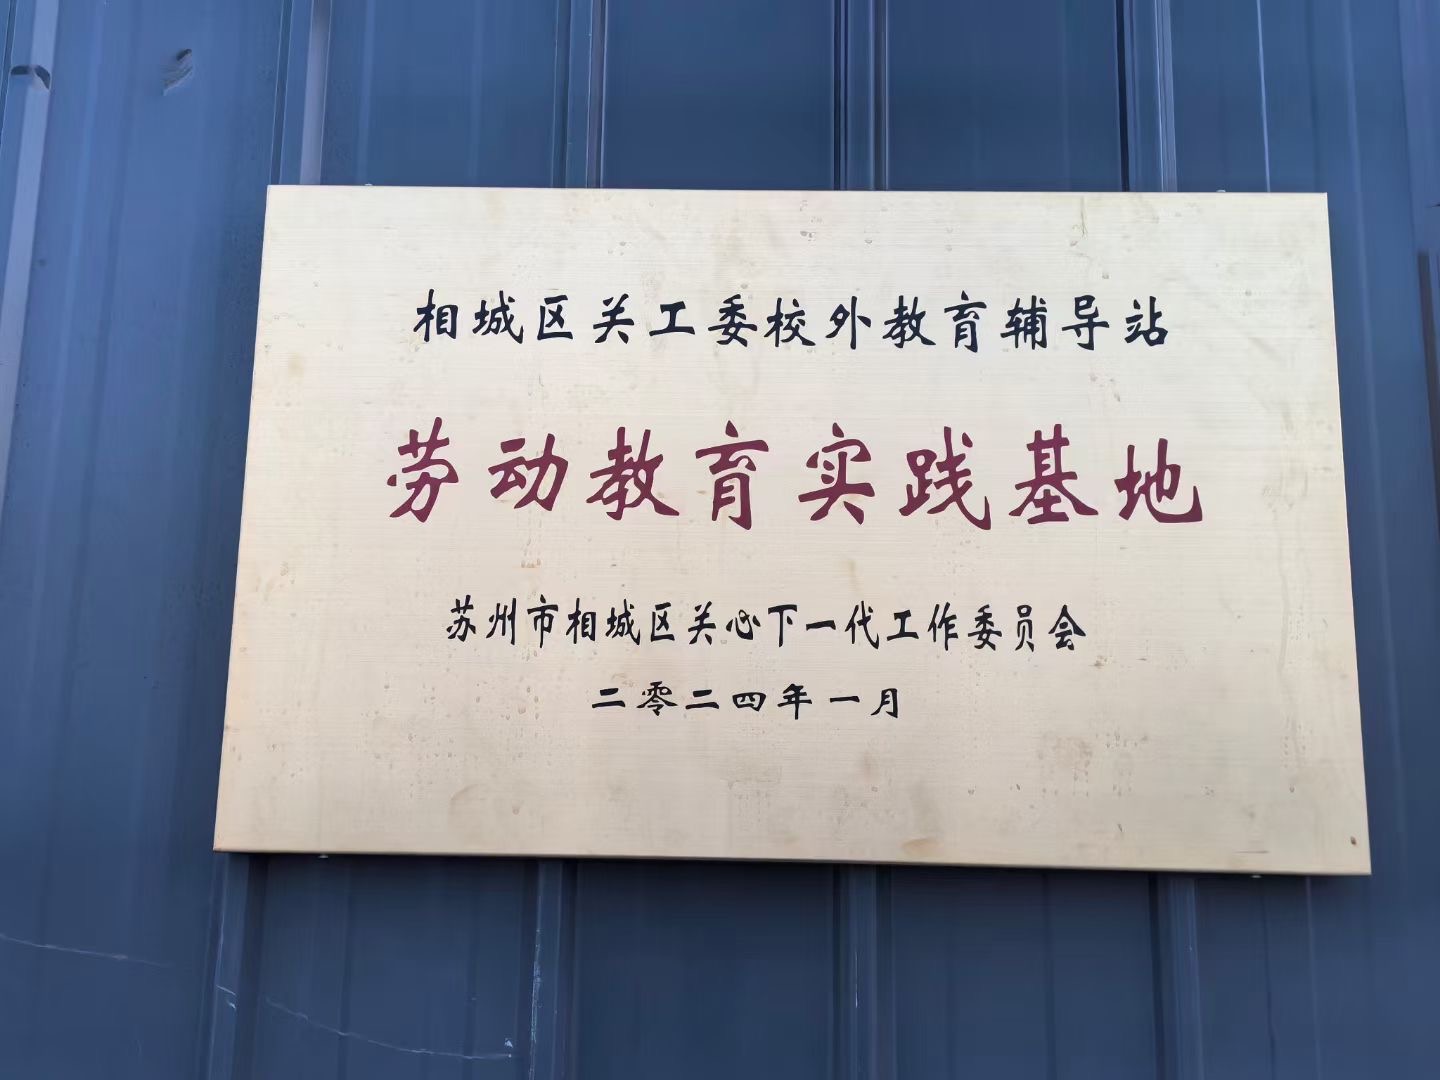 相城区关工委校外教育辅导站
劳动教育实践基地
苏州市相城区关心下一代工作委员会
二零二四年一月